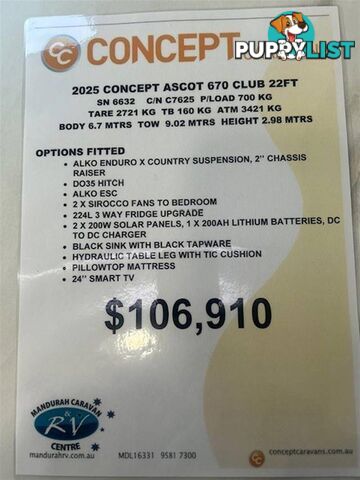 CC CONCEPT
PUPPYLIST
2025 CONCEPT ASCOT 670 CLUB 22FT
SN 6632 C/N C7625 P/LOAD 700 KG
TARE 2721 KG TB 160 KG ATM 3421 KG
BODY 6.7 MTRS TOW 9.02 MTRS HEIGHT 2.98 MTRS
OPTIONS FITTED
• ALKO ENDURO X COUNTRY SUSPENSION, 2'' CHASSIS
RAISER
• DO35 HITCH
• ALKO ESC
• 2 X SIROCCO FANS TO BEDROOM
• 224L 3 WAY FRIDGE UPGRADE
• 2 X 200W SOLAR PANELS, 1 X 200AH LITHIUM BATTERIES, DC
TO DC CHARGER
• BLACK SINK WITH BLACK TAPWARE
• HYDRAULIC TABLE LEG WITH TIC CUSHION
• PILLOWTOP MATTRESS
• 24'' SMART TV
$106,910
MANDURAH CARAVAN
& RV
CENTRE
mandurahrv.com.au
MDL16331 9581 7300
CC conceptcaravans.com.au